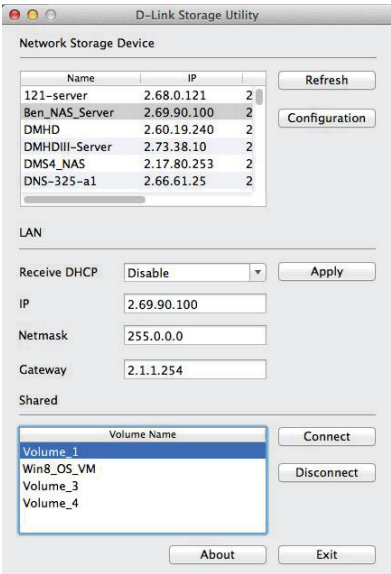 D-Link Storage Utility
Network Storage Device
Name IP
121-server 2.68.0.121 2
Ben_NAS_Server 2.69.90.100 2
DMHD 2.60.19.240 2
DMHDIII-Server 2.73.38.10 2
DMS4_NAS 2.17.80.253 2
DNS-325-a1 2.66.61.25 2
Refresh
Configuration
LAN
Receive DHCP Disable Apply
IP 2.69.90.100
Netmask 255.0.0.0
Gateway 2.1.1.254
Shared
Volume Name
Volume_1
Win8_OS_VM
Volume_3
Volume_4
Connect
Disconnect
About Exit